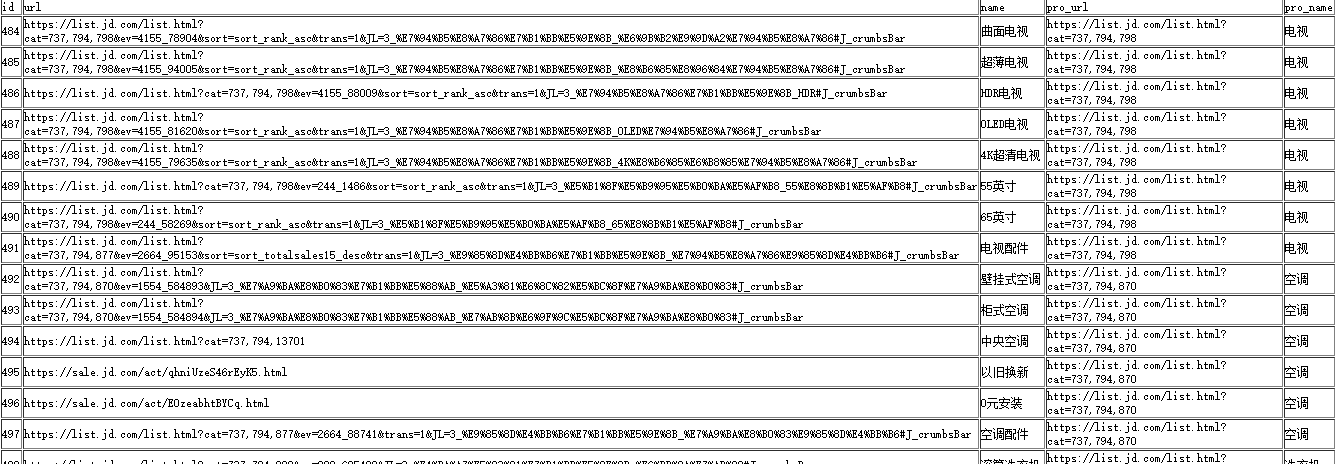 id url name pro_url pro_name
484 https://list.jd.com/list.html? 曲面电视 https://list.jd.com/list.html? 电视
cat=737,794,798&ev=4155_78904&sort=sort_rank_asc&trans=1&JL=3_%E7%94%B5%E8%A7%86%E7%B1%BB%E5%9E%8B_%E6%9B%B2%E9%9D%A2%E7%94%B5%E8%A7%86#J_crumbsBar cat=737,794,798
485 https://list.jd.com/list.html? 超薄电视 https://list.jd.com/list.html? 电视
cat=737,794,798&ev=4155_94005&sort=sort_rank_asc&trans=1&JL=3_%E7%94%B5%E8%A7%86%E7%B1%BB%E5%9E%8B_%E8%B6%85%E8%96%84%E7%94%B5%E8%A7%86#J_crumbsBar cat=737,794,798
486 https://list.jd.com/list.html?cat=737,794,798&ev=4155_88009&sort=sort_rank_asc&trans=1&JL=3_%E7%94%B5%E8%A7%86%E7%B1%BB%E5%9E%8B_HDR#J_crumbsBar HDR电视 https://list.jd.com/list.html? 电视
cat=737,794,798
487 https://list.jd.com/list.html? OLED电视 https://list.jd.com/list.html? 电视
cat=737,794,798&ev=4155_81620&sort=sort_rank_asc&trans=1&JL=3_%E7%94%B5%E8%A7%86%E7%B1%BB%E5%9E%8B_OLED%E7%94%B5%E8%A7%86#J_crumbsBar cat=737,794,798
488 https://list.jd.com/list.html? 4K超清电视 https://list.jd.com/list.html? 电视
cat=737,794,798&ev=4155_79635&sort=sort_rank_asc&trans=1&JL=3_%E7%94%B5%E8%A7%86%E7%B1%BB%E5%9E%8B_4K%E8%B6%85%E6%B8%85%E7%94%B5%E8%A7%86#J_crumbsBar cat=737,794,798
489 https://list.jd.com/list.html?cat=737,794,798&ev=244_1486&sort=sort_rank_asc&trans=1&JL=3_%E5%B1%8F%E5%B9%95%E5%B0%BA%E5%AF%B8_55%E8%8B%B1%E5%AF%B8#J_crumbsBar 55英寸 https://list.jd.com/list.html? 电视
cat=737,794,798
490 https://list.jd.com/list.html? 65英寸 https://list.jd.com/list.html? 电视
cat=737,794,798&ev=244_58269&sort=sort_rank_asc&trans=1&JL=3_%E5%B1%8F%E5%B9%95%E5%B0%BA%E5%AF%B8_65%E8%8B%B1%E5%AF%B8#J_crumbsBar cat=737,794,798
491 https://list.jd.com/list.html? 电视配件 https://list.jd.com/list.html? 电视
cat=737,794,877&ev=2664_95153&sort=sort_totalsales15_desc&trans=1&JL=3_%E9%85%8D%E4%BB%B6%E7%B1%BB%E5%9E%8B_%E7%94%B5%E8%A7%86%E9%85%8D%E4%BB%B6#J_crumbsBar cat=737,794,798
492 https://list.jd.com/list.html? 壁挂式空调 https://list.jd.com/list.html? 空调
cat=737,794,870&ev=1554_584893&JL=3_%E7%A9%BA%E8%B0%83%E7%B1%BB%E5%88%AB_%E5%A3%81%E6%8C%82%E5%BC%8F%E7%A9%BA%E8%B0%83#J_crumbsBar cat=737,794,870
493 https://list.jd.com/list.html? 柜式空调 https://list.jd.com/list.html? 空调
cat=737,794,870&ev=1554_584894&JL=3_%E7%A9%BA%E8%B0%83%E7%B1%BB%E5%88%AB_%E7%AB%8B%E6%9F%9C%E5%BC%8F%E7%A9%BA%E8%B0%83#J_crumbsBar cat=737,794,870
494 https://list.jd.com/list.html?cat=737,794,13701 中央空调 https://list.jd.com/list.html? 空调
cat=737,794,870
495 https://sale.jd.com/act/qhniUzeS46rEyK5.html 以旧换新 https://list.jd.com/list.html? 空调
cat=737,794,870
496 https://sale.jd.com/act/EOzeabhtBYCq.html 0元安装 https://list.jd.com/list.html? 空调
cat=737,794,870
497 https://list.jd.com/list.html?cat=737,794,877&ev=2664_88741&trans=1&JL=3_%E9%85%8D%E4%BB%B6%E7%B1%BB%E5%9E%8B_%E7%A9%BA%E8%B0%83%E9%85%8D%E4%BB%B6#J_crumbsBar 空调配件 https://list.jd.com/list.html? 空调
cat=737,794,870